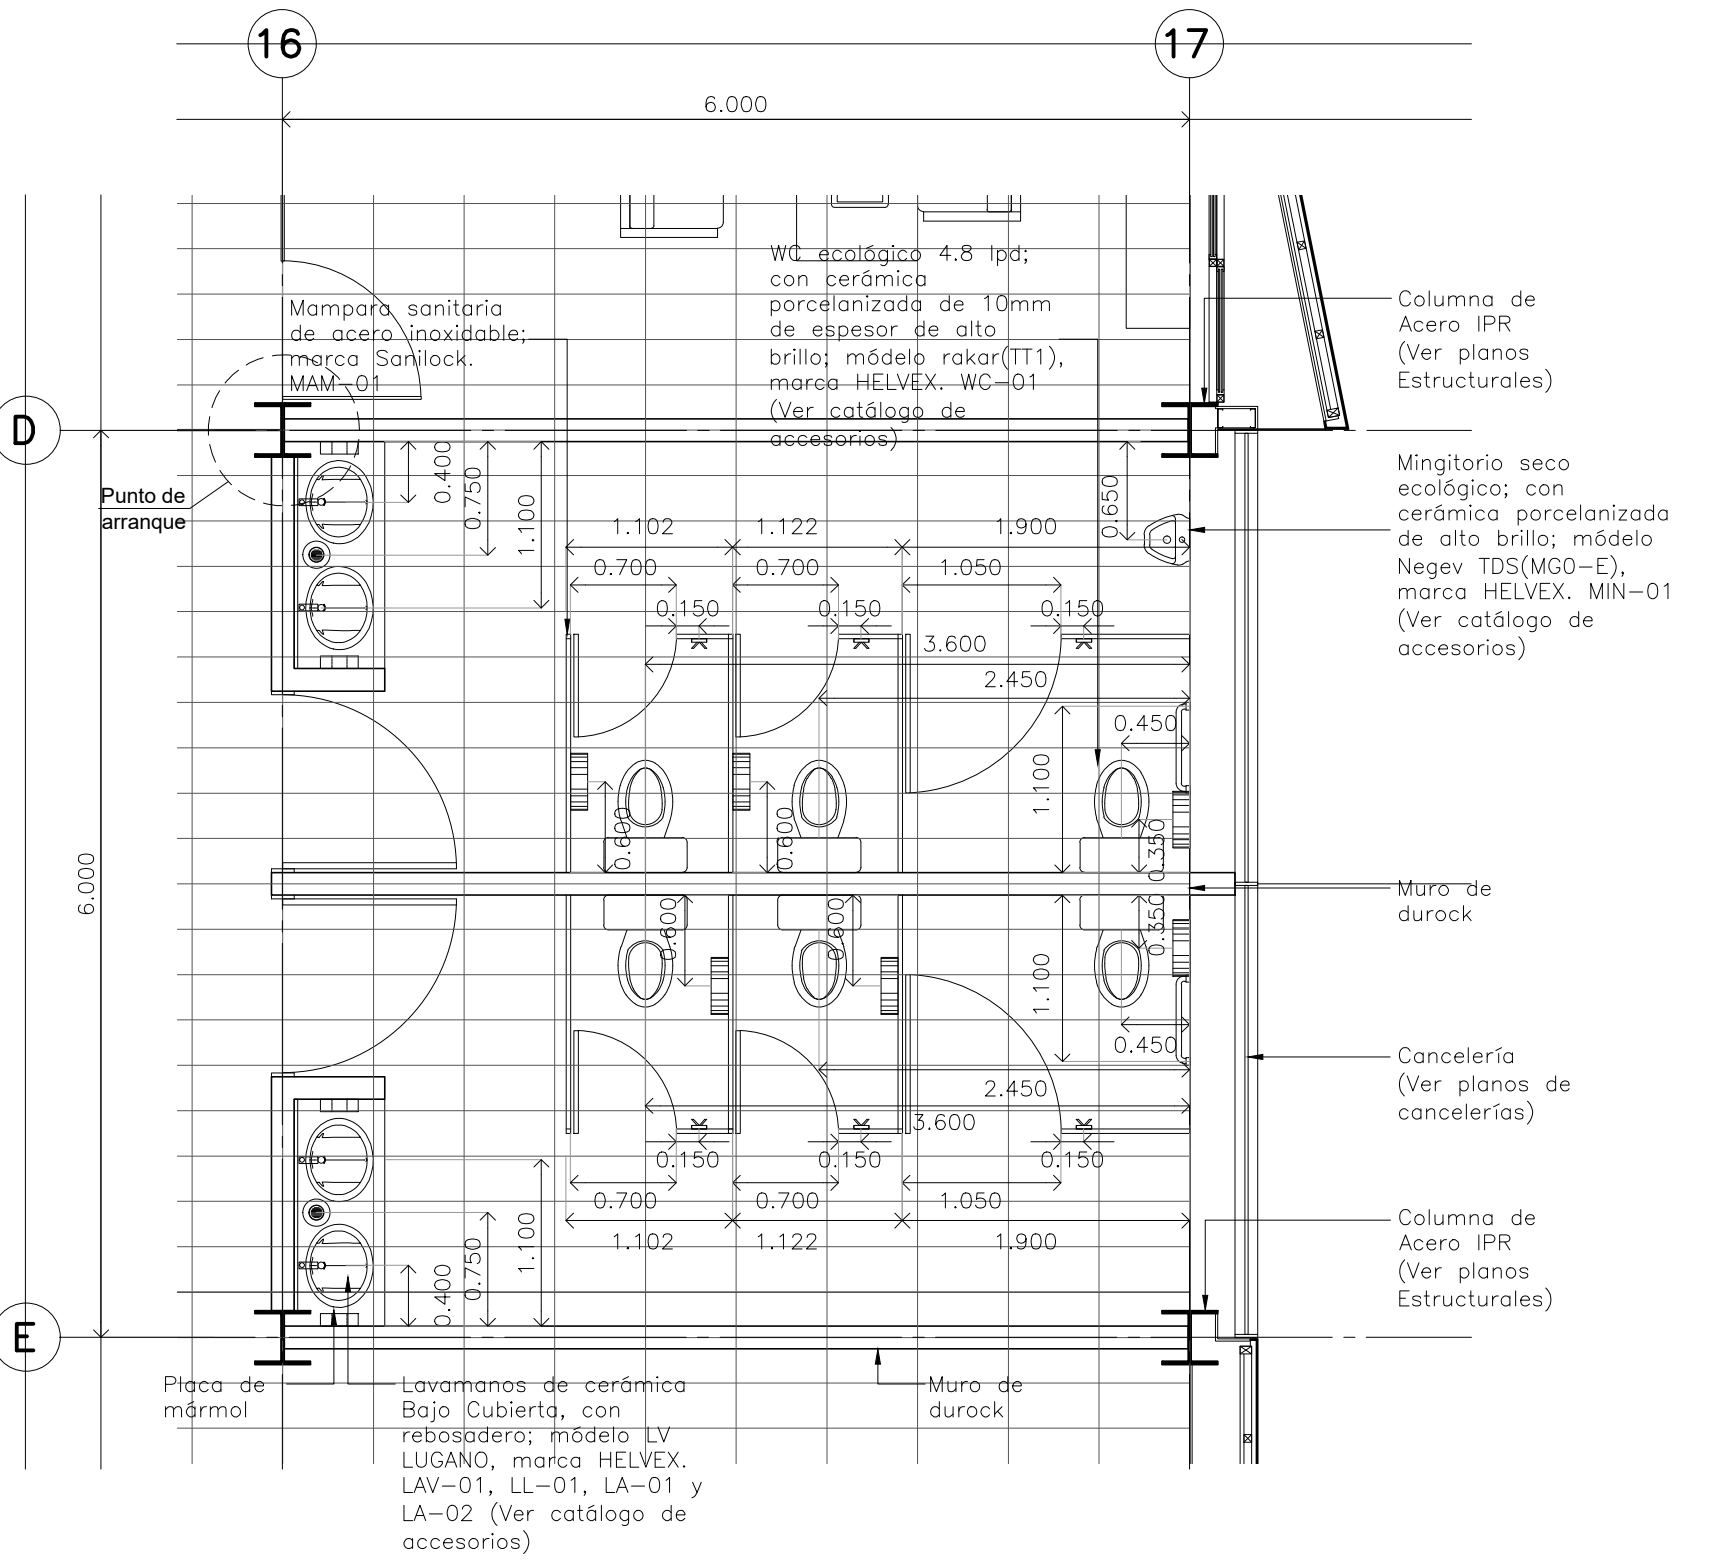 16
17
6.000
WC ecológico 4.8 lpd;
con cerámica
porcelanizada de 10mm
de espesor de alto
brillo; módelo rakar(TT1),
marca HELVEX. WC-01
(Ver catálogo de
accesorios)
Mampara sanitaria
de acero inoxidable;
marca Sanilock.
MAM-01
Columna de
Acero IPR
(Ver planos
Estructurales)
D
Punto de
arranque
0.400
0.750
1.100
0.650
Mingitorio seco
ecológico; con
cerámica porcelanizada
de alto brillo; módelo
Negev TDS(MGO-E),
marca HELVEX. MIN-01
(Ver catálogo de
accesorios)
1.102
1.122
1.900
0.700
0.700
1.050
0.150
0.150
0.150
3.600
2.450
0.450
1.100
0.600
0.600
0.350
6.000
Muro de
durock
0.600
0.600
0.350
1.100
0.450
2.450
3.600
Cancelería
(Ver planos de
cancelerías)
0.150
0.150
0.150
0.700
0.700
1.050
1.102
1.122
1.900
1.100
0.750
0.400
Columna de
Acero IPR
(Ver planos
Estructurales)
E
Placa de
mármol
Lavamanos de cerámica
Bajo Cubierta, con
rebosadero; módelo LV
LUGANO, marca HELVEX.
LAV-01, LL-01, LA-01 y
LA-02 (Ver catálogo de
accesorios)
Muro de
durock